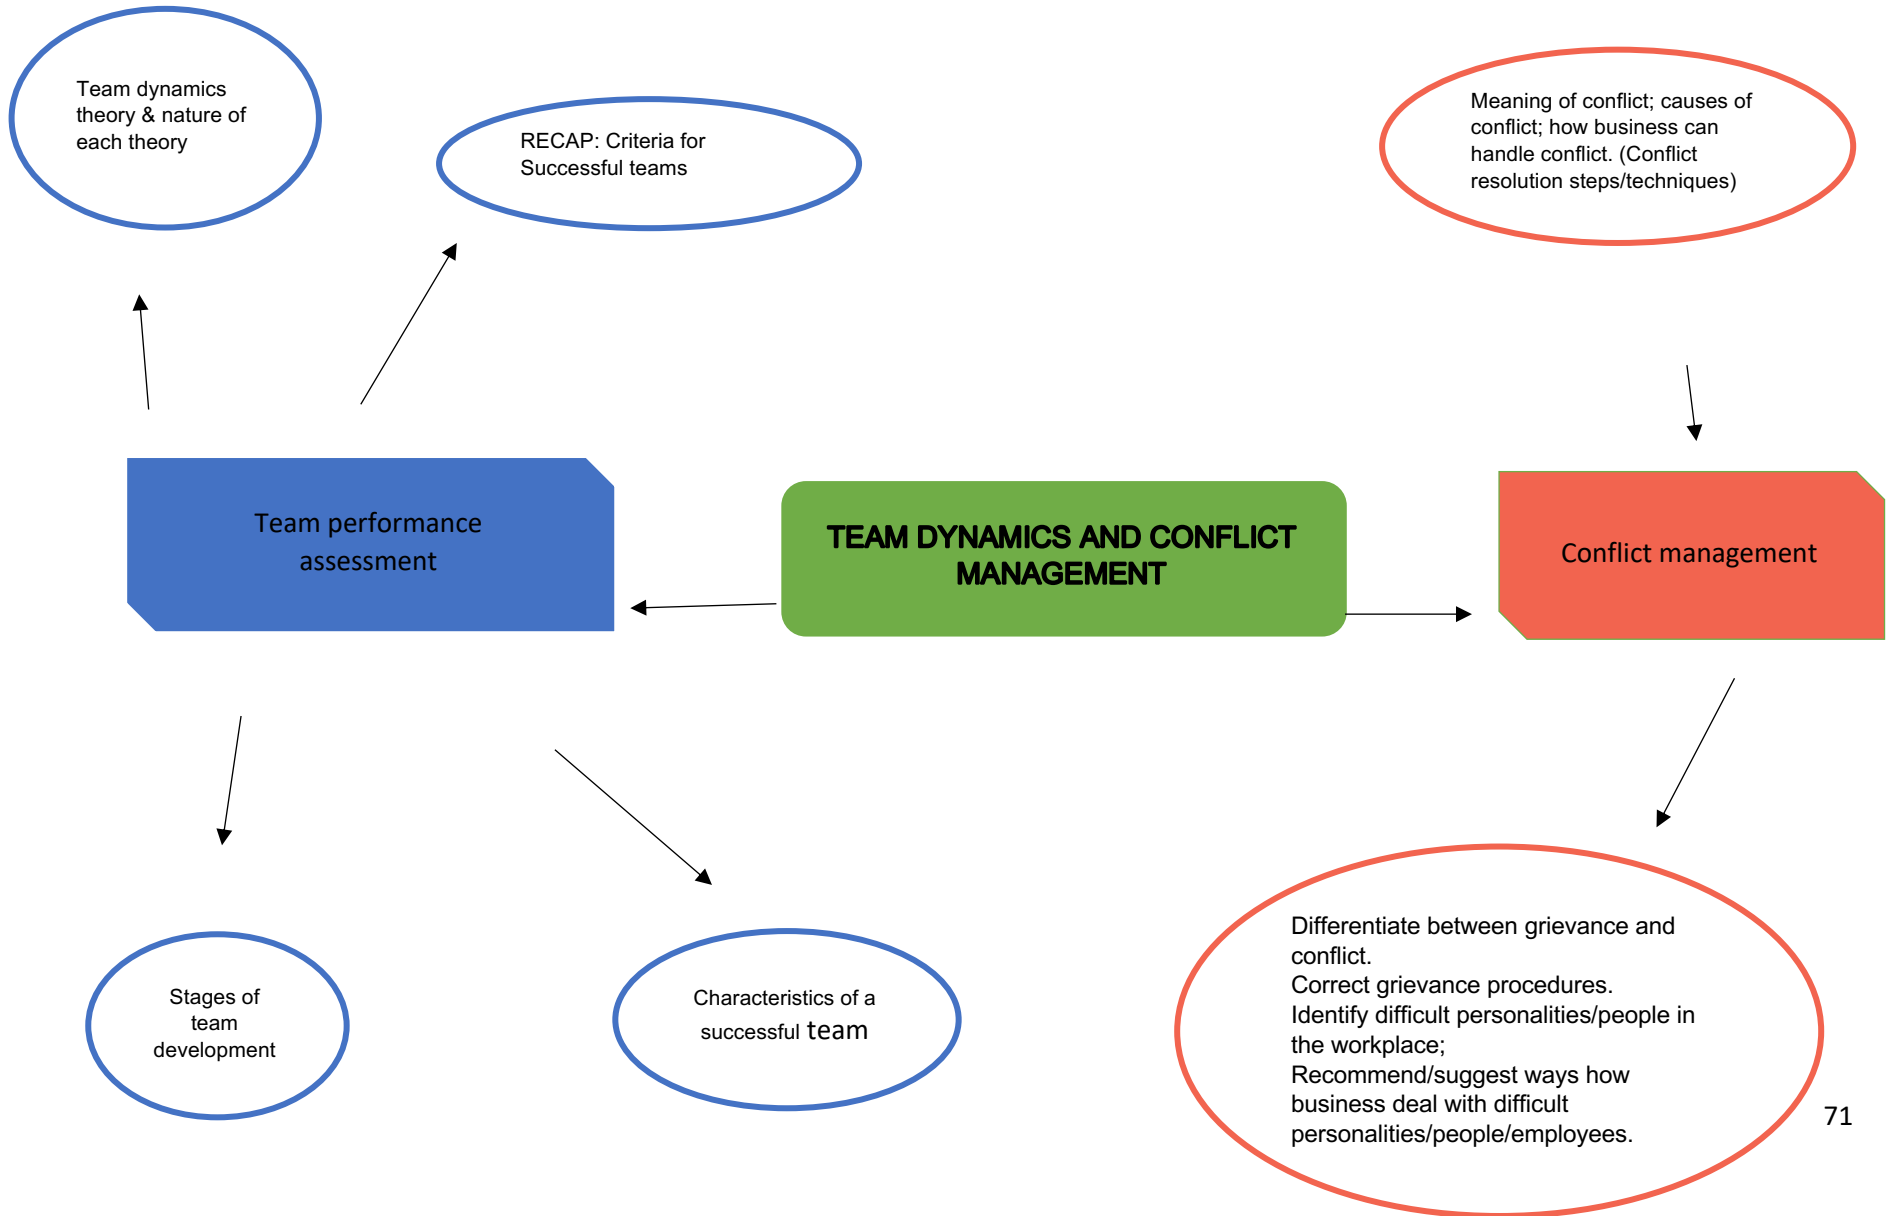 Team dynamics
theory & nature of
each theory
RECAP: Criteria for
Successful teams
Meaning of conflict; causes of
conflict; how business can
handle conflict. (Conflict
resolution steps/techniques)
Team performance
assessment
TEAM DYNAMICS AND CONFLICT
MANAGEMENT
Conflict management
Stages of
team
development
Characteristics of a
successful team
Differentiate between grievance and
conflict.
Correct grievance procedures.
Identify difficult personalities/people in
the workplace;
Recommend/suggest ways how
business deal with difficult
personalities/people/employees.
71